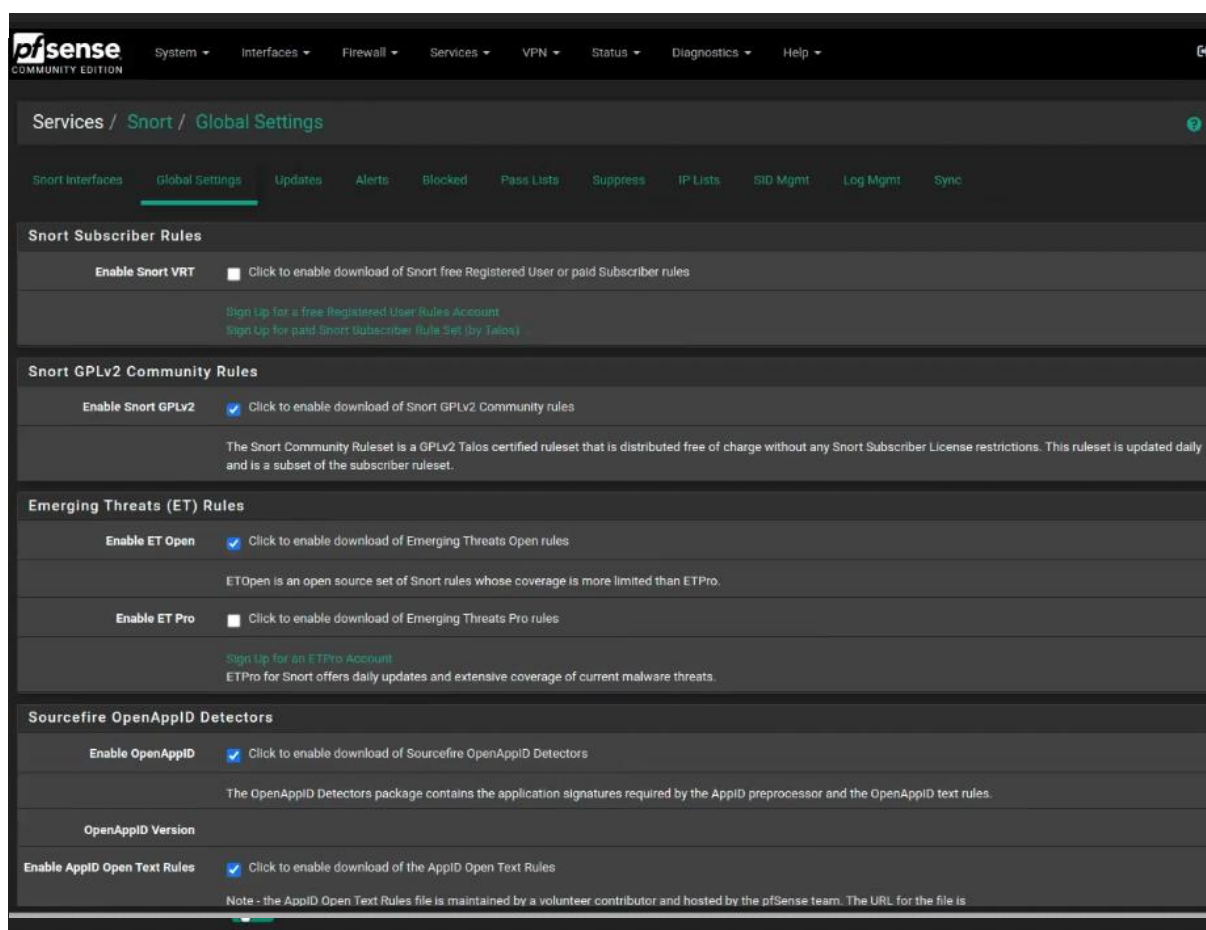 pfsense
COMMUNITY EDITION
System Interfaces Firewall Services VPN Status Diagnostics Help
Services / Snort / Global Settings
Snort Interfaces Global Settings Updates Alerts Blocked Pass Lists Suppress IP Lists SID Mgmt Log Mgmt Sync
Snort Subscriber Rules
Enable Snort VRT Click to enable download of Snort free Registered User or paid Subscriber rules
Sign Up for a free Registered User Rules Account
Sign Up for paid Snort Subscriber Rule Set (by Talos)
Snort GPLv2 Community Rules
Enable Snort GPLv2 Click to enable download of Snort GPLv2 Community rules
The Snort Community Ruleset is a GPLv2 Talos certified ruleset that is distributed free of charge without any Snort Subscriber License restrictions. This ruleset is updated daily
and is a subset of the subscriber ruleset.
Emerging Threats (ET) Rules
Enable ET Open Click to enable download of Emerging Threats Open rules
ETOpen is an open source set of Snort rules whose coverage is more limited than ETPro.
Enable ET Pro Click to enable download of Emerging Threats Pro rules
Sign Up for an ETPro Account
ETPro for Snort offers daily updates and extensive coverage of current malware threats.
Sourcefire OpenAppID Detectors
Enable OpenAppID Click to enable download of Sourcefire OpenAppID Detectors
The OpenAppID Detectors package contains the application signatures required by the AppID preprocessor and the OpenAppID text rules.
OpenAppID Version
Enable AppID Open Text Rules Click to enable download of the AppID Open Text Rules
Note - the AppID Open Text Rules file is maintained by a volunteer contributor and hosted by the pfSense team. The URL for the file is